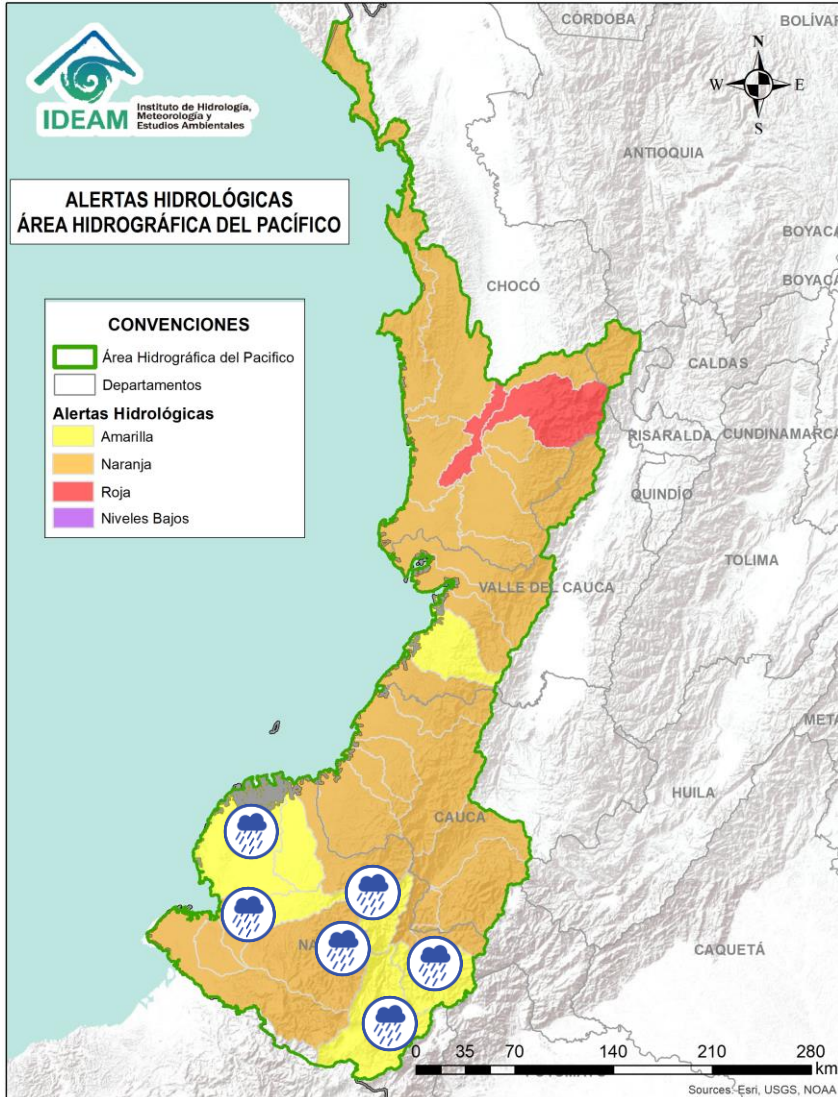 CÓRDOBA
BOLÍVAR
N
W
E
S
IDEAM
Instituto de Hidrología,
Meteorología y
Estudios Ambientales
ANTIOQUIA
ALERTAS HIDROLÓGICAS
ÁREA HIDROGRÁFICA DEL PACÍFICO
BOYACÁ
BOYACÁ
CHOCÓ
CONVENCIONES
Área Hidrográfica del Pacifico
Departamentos
Alertas Hidrológicas
Amarilla
Naranja
Roja
Niveles Bajos
CALDAS
RISARALDA
CUNDINAMARCA
QUINDÍO
TOLIMA
VALLE DEL CAUCA
META
HUILA
CAUCA
NA
CAQUETÁ
0 35 70 140 210 280
km
Sources: Esri, USGS, NOAA